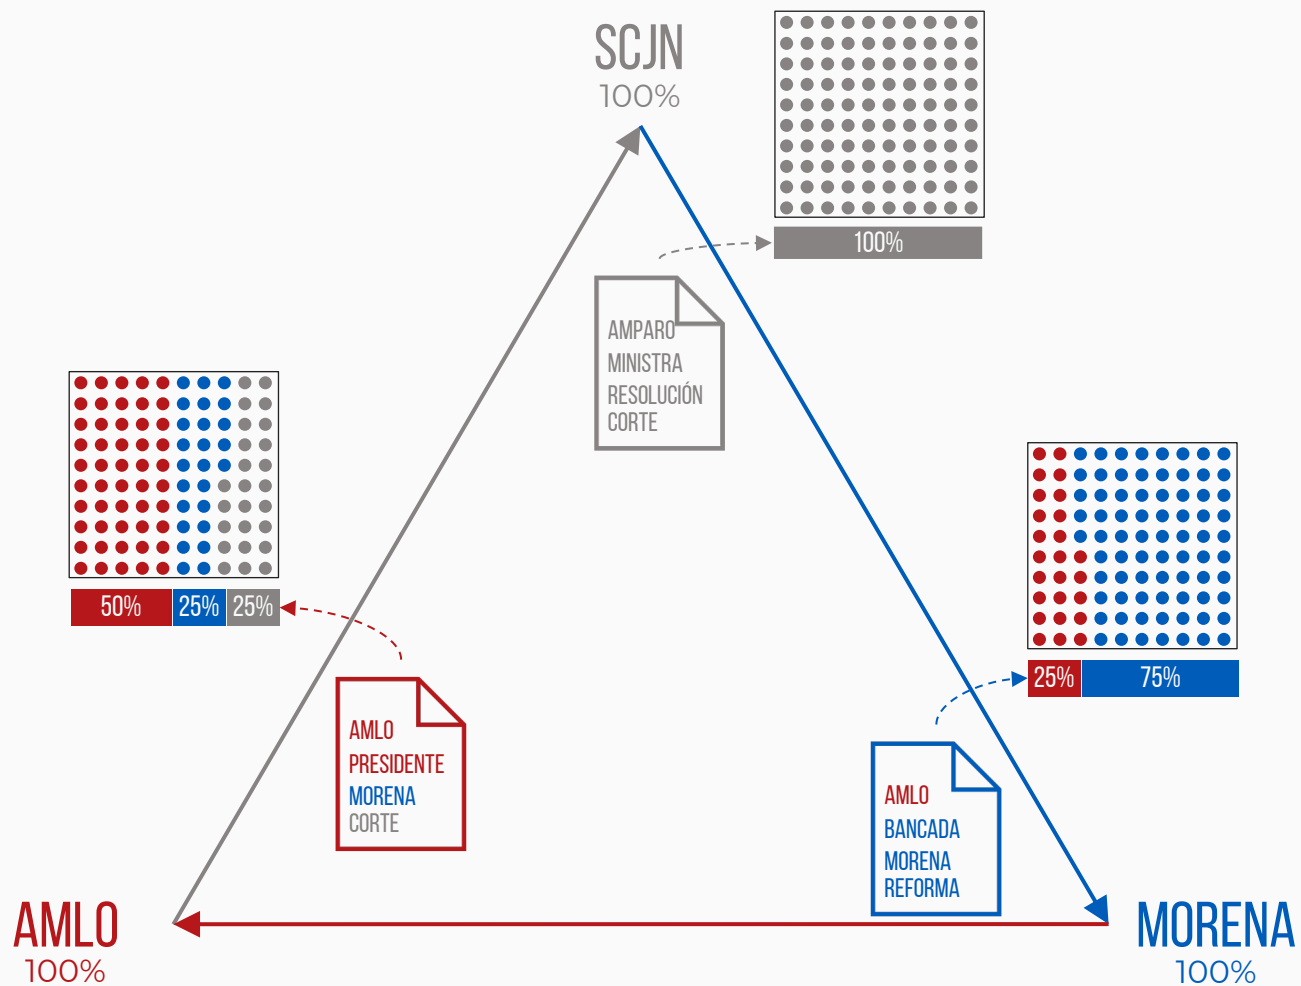 SCJN
100%
100%
AMPARO
MINISTRA
RESOLUCIÓN
CORTE
50% 25% 25%
25% 75%
AMLO
PRESIDENTE
MORENA
CORTE
AMLO
BANCADA
MORENA
REFORMA
AMLO
100%
MORENA
100%